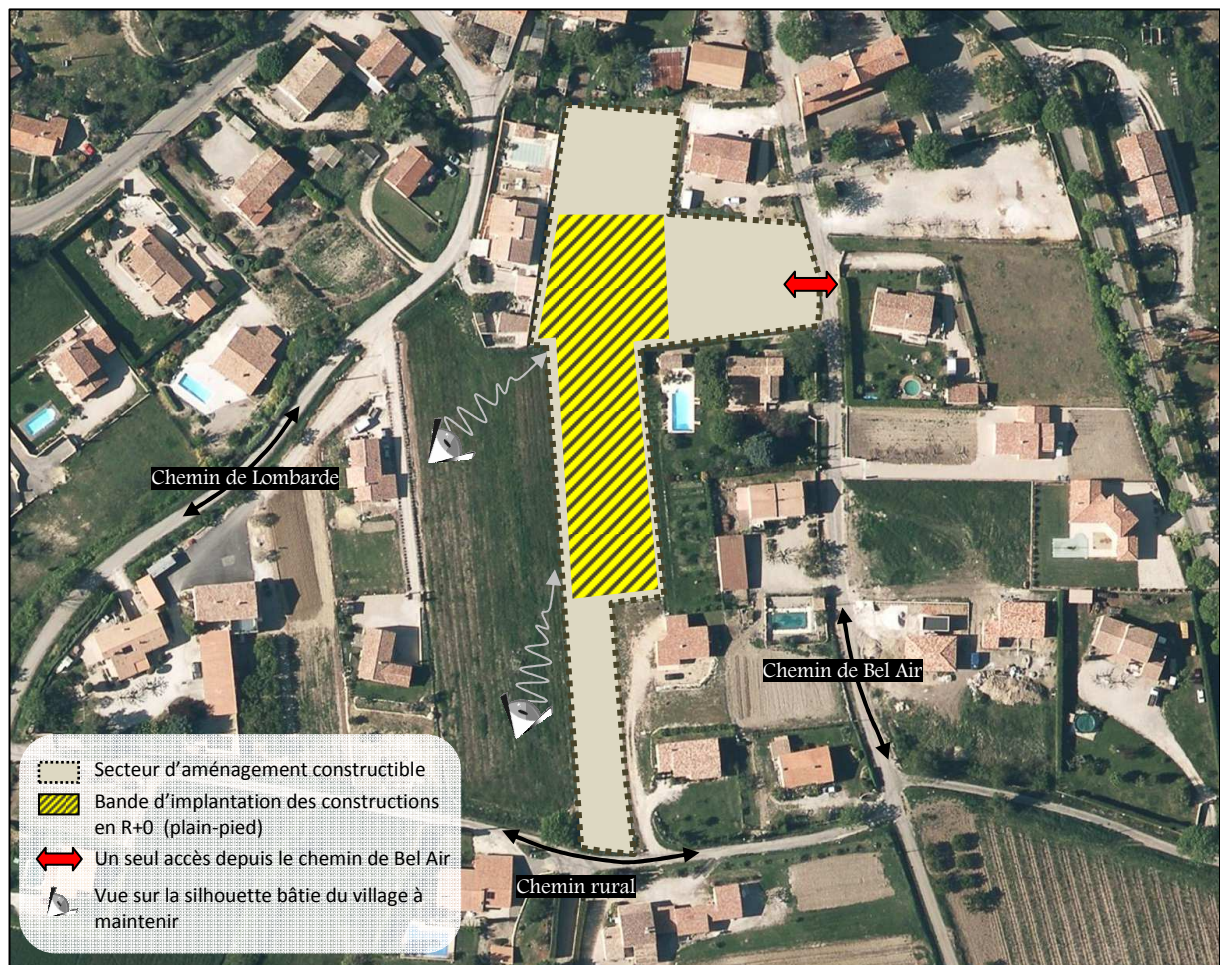 Chemin de Lombarde
Chemin de Bel Air
Chemin rural
Secteur d'aménagement constructible
Bande d'implantation des constructions
en R+0 (plain-pied)
Un seul accès depuis le chemin de Bel Air
Vue sur la silhouette bâtie du village à
maintenir